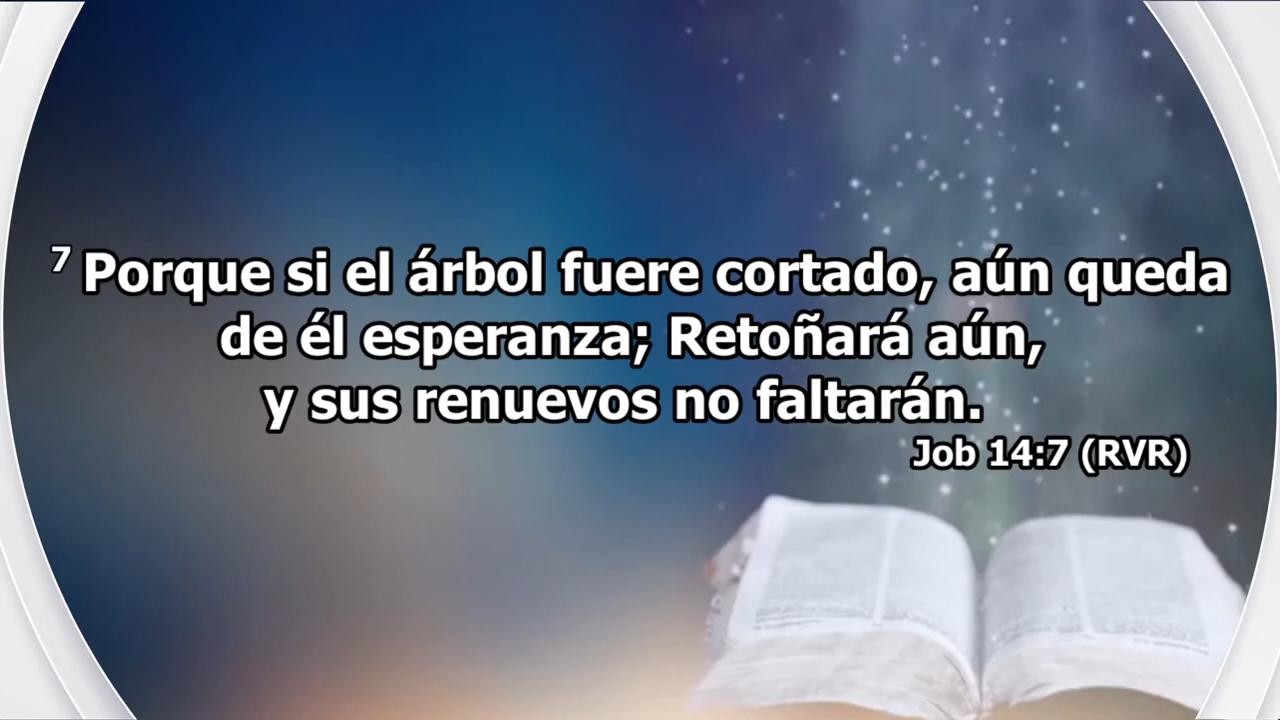 7 Porque si el árbol fuere cortado, aún queda
de él esperanza; Retoñará aún,
y sus renuevos no faltarán.
Job 14:7 (RVR)